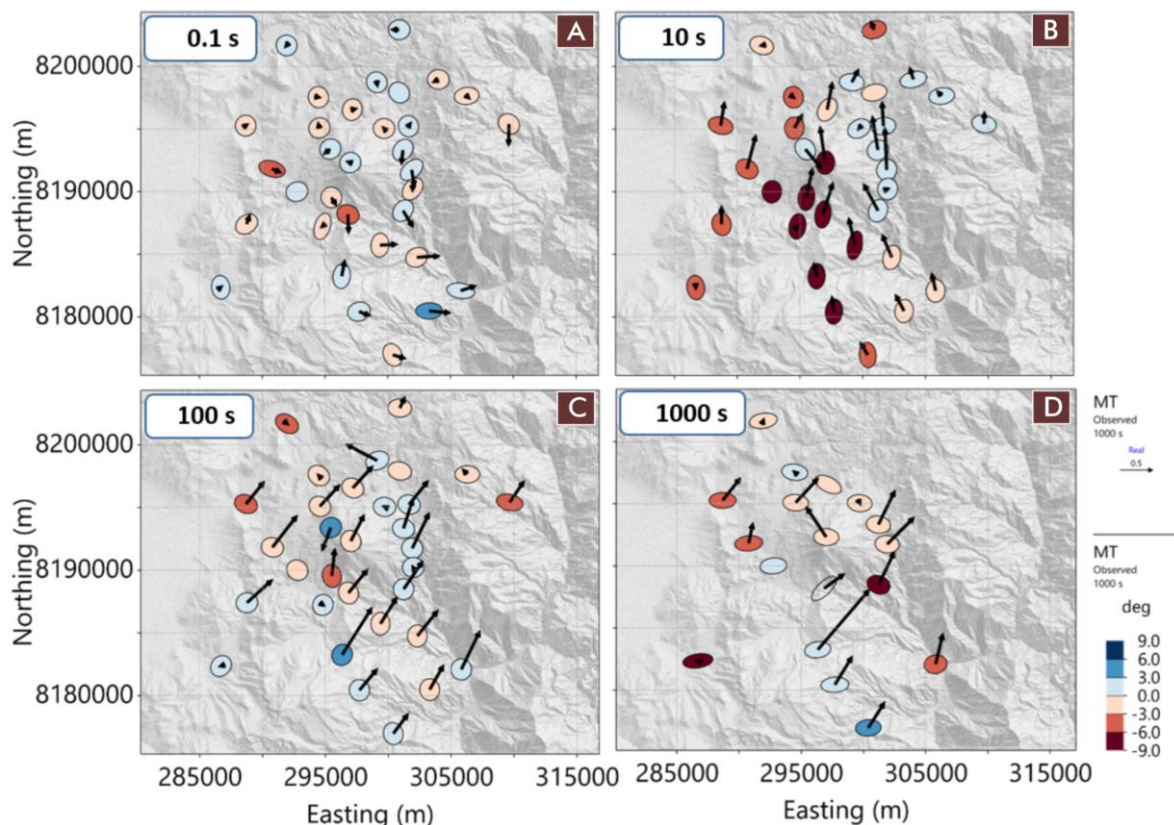 0.1 s
A
10 s
B
8200000
8190000
8180000
Northing (m)
100 s
C
1000 s
D
8200000
8190000
8180000
Northing (m)
285000 295000 305000 315000
285000 295000 305000 315000
Easting (m)
Easting (m)
MT
Observed
1000 s
Real
0.5
MT
Observed
1000 s
deg
9.0
6.0
3.0
0.0
-3.0
-6.0
-9.0